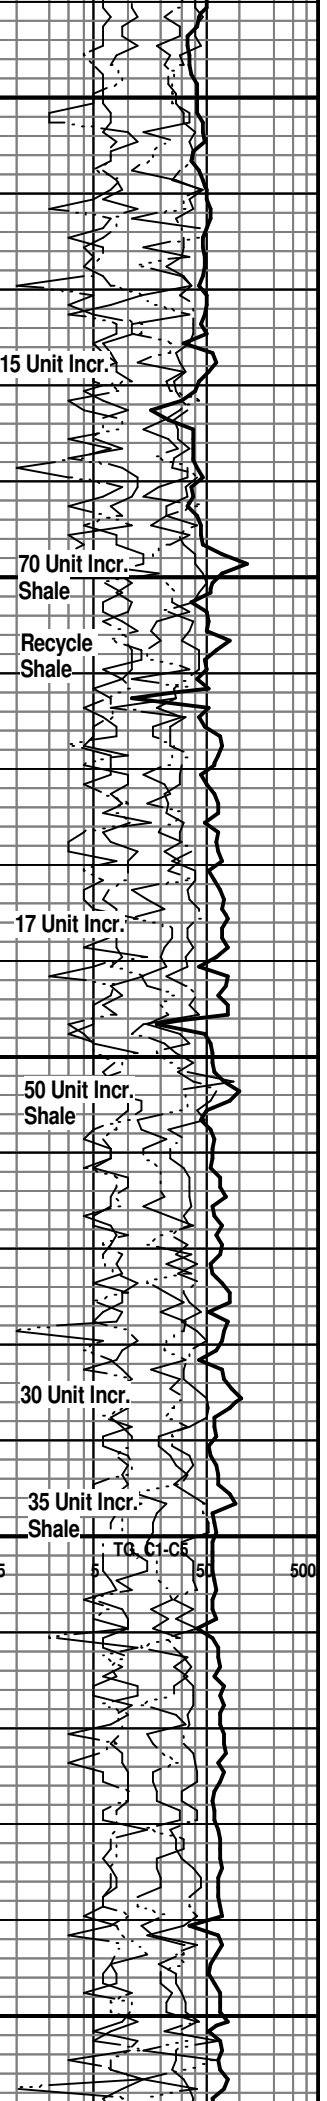 15 Unit Incr.
70 Unit Incr.
Shale
Recycle
Shale
17 Unit Incr.
50 Unit Incr.
Shale
30 Unit Incr.
35 Unit Incr.
Shale
TG, C1-C5
5 5 50 500